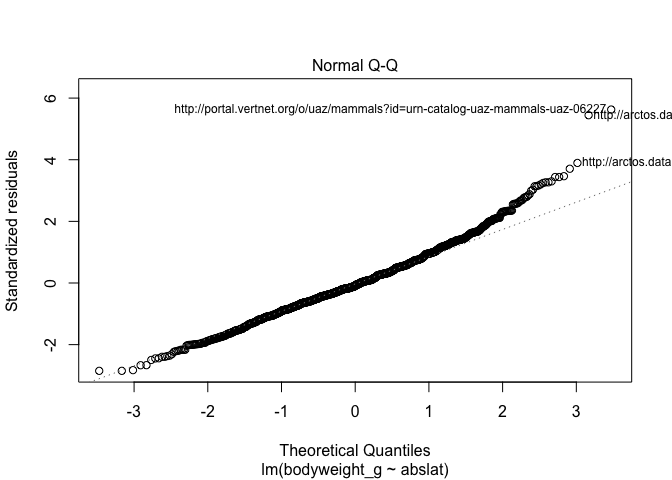 Normal Q-Q
Standardized residuals
6
4
2
0
-2
http://portal.vertnet.org/o/uaz/mammals?id=urn-catalog-uaz-mammals-uaz-06227
http://arctos.da
http://arctos.data
-3
-2
-1
0
1
2
3
Theoretical Quantiles
lm(bodyweight_g ~ abslat)